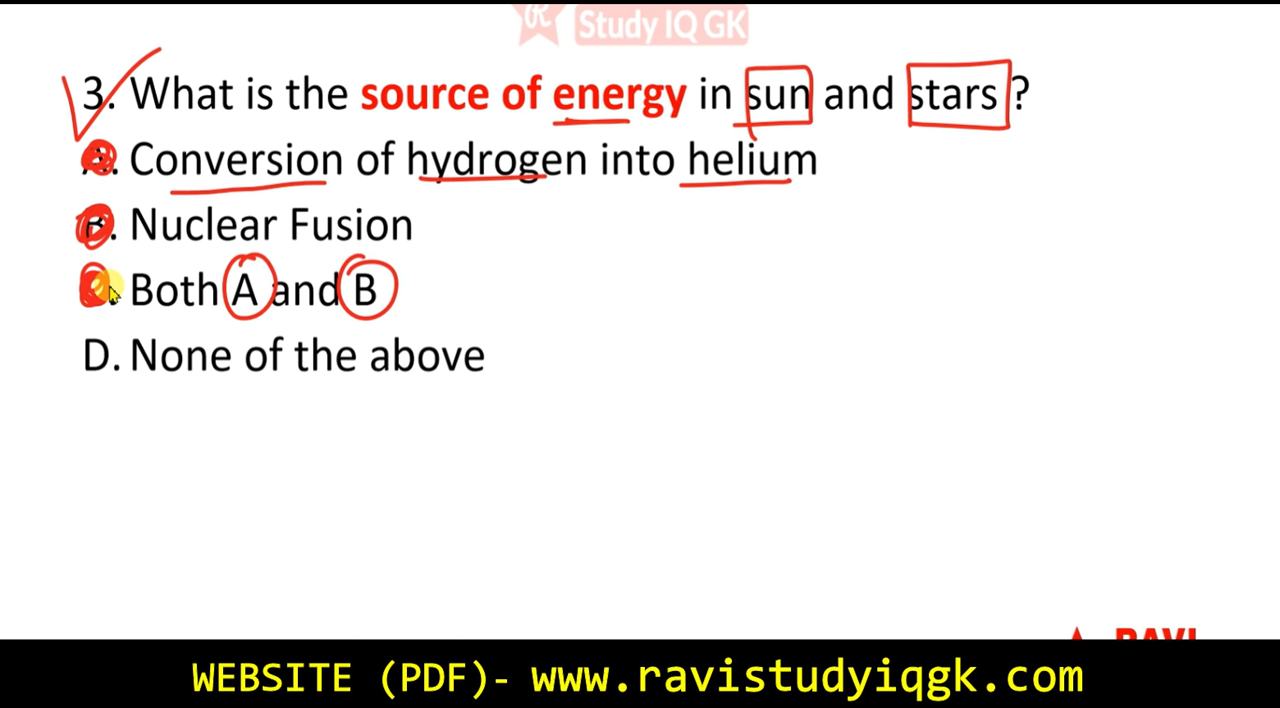 Study IQ GK
3. What is the source of energy in sun and stars ?
A. Conversion of hydrogen into helium
B. Nuclear Fusion
Both A and B
D. None of the above
RAVI
WEBSITE (PDF)- www.ravistudyiqgk.com